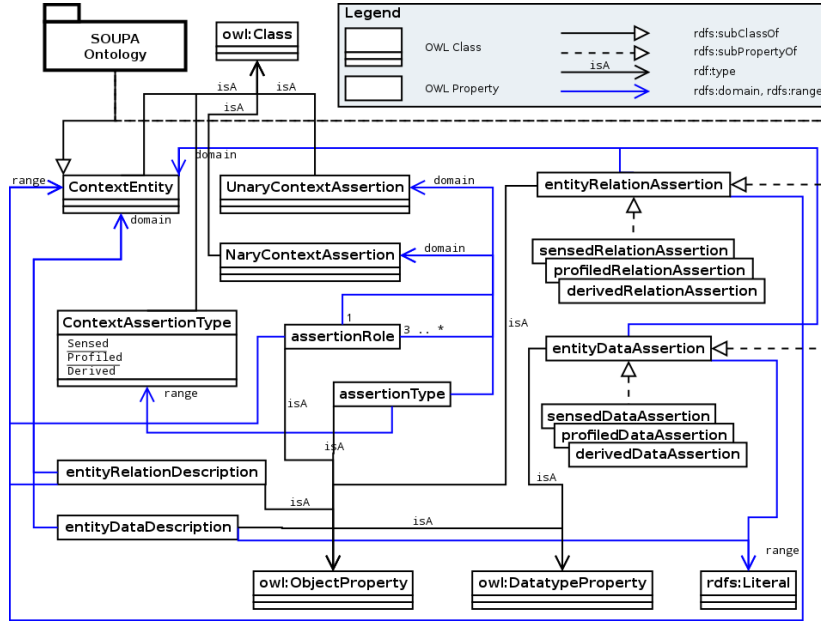 SOUPA
Ontology
owl:Class
Legend
OWL Class
OWL Property
rdfs:subClassOf
rdfs:subPropertyOf
isA
rdf:type
rdfs:domain, rdfs:range
isA
isA
isA
range
domain
ContextEntity
UnaryContextAssertion
domain
entityRelationAssertion
domain
NaryContextAssertion
domain
sensedRelationAssertion
profiledRelationAssertion
derivedRelationAssertion
ContextAssertionType
Sensed
Profiled
Derived
1
assertionRole
3 .. *
isA
entityDataAssertion
range
assertionType
isA
sensedDataAssertion
profiledDataAssertion
derivedDataAssertion
isA
entityRelationDescription
isA
entityDataDescription
isA
range
owl:ObjectProperty
owl:DatatypeProperty
rdfs:Literal